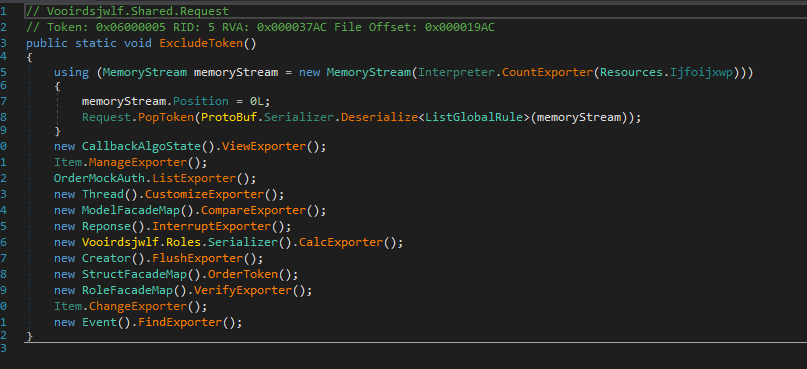 1 // Vooirdsjwlf.Shared.Request
2 // Token: 0x06000005 RID: 5 RVA: 0x000037AC File Offset: 0x000019AC
3 public static void ExcludeToken()
4 {
5 using (MemoryStream memoryStream = new MemoryStream(Interpreter.CountExporter(Resources.Ijfoijxwp)))
6 {
7 memoryStream.Position = 0L;
8 Request.PopToken(ProtoBuf.Serializer.Deserialize<ListGlobalRule>(memoryStream));
9 }
0 new CallbackAlgoState().ViewExporter();
1 Item.ManageExporter();
2 OrderMockAuth.ListExporter();
3 new Thread().CustomizeExporter();
4 new ModelFacadeMap().CompareExporter();
5 new Reponse().InterruptExporter();
6 new Vooirdsjwlf.Roles.Serializer().CalcExporter();
7 new Creator().FlushExporter();
8 new StructFacadeMap().OrderToken();
9 new RoleFacadeMap().VerifyExporter();
0 Item.ChangeExporter();
1 new Event().FindExporter();
2 }
3